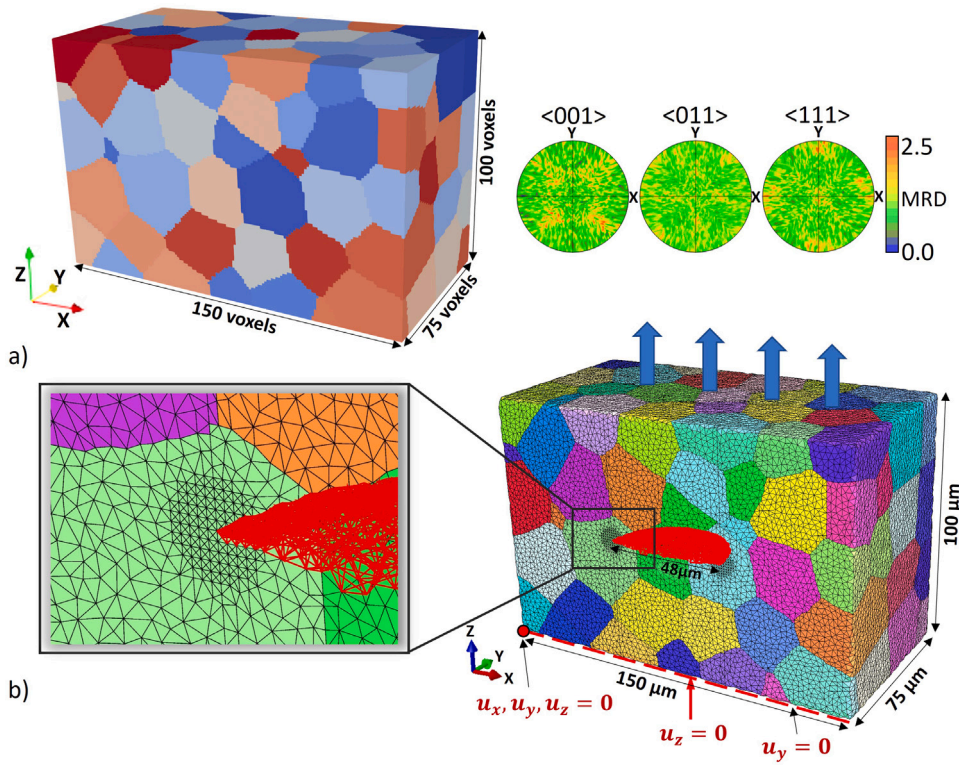 a)
Z
Y
X
150 voxels
75 voxels
100 voxels
<001>
<011>
<111>
Y
Y
Y
X
X
X
2.5
MRD
0.0
b)
48µm
Z
Y
X
100 µm
150 µm
75 µm
u_x, u_y, u_z = 0
u_z = 0
u_y = 0